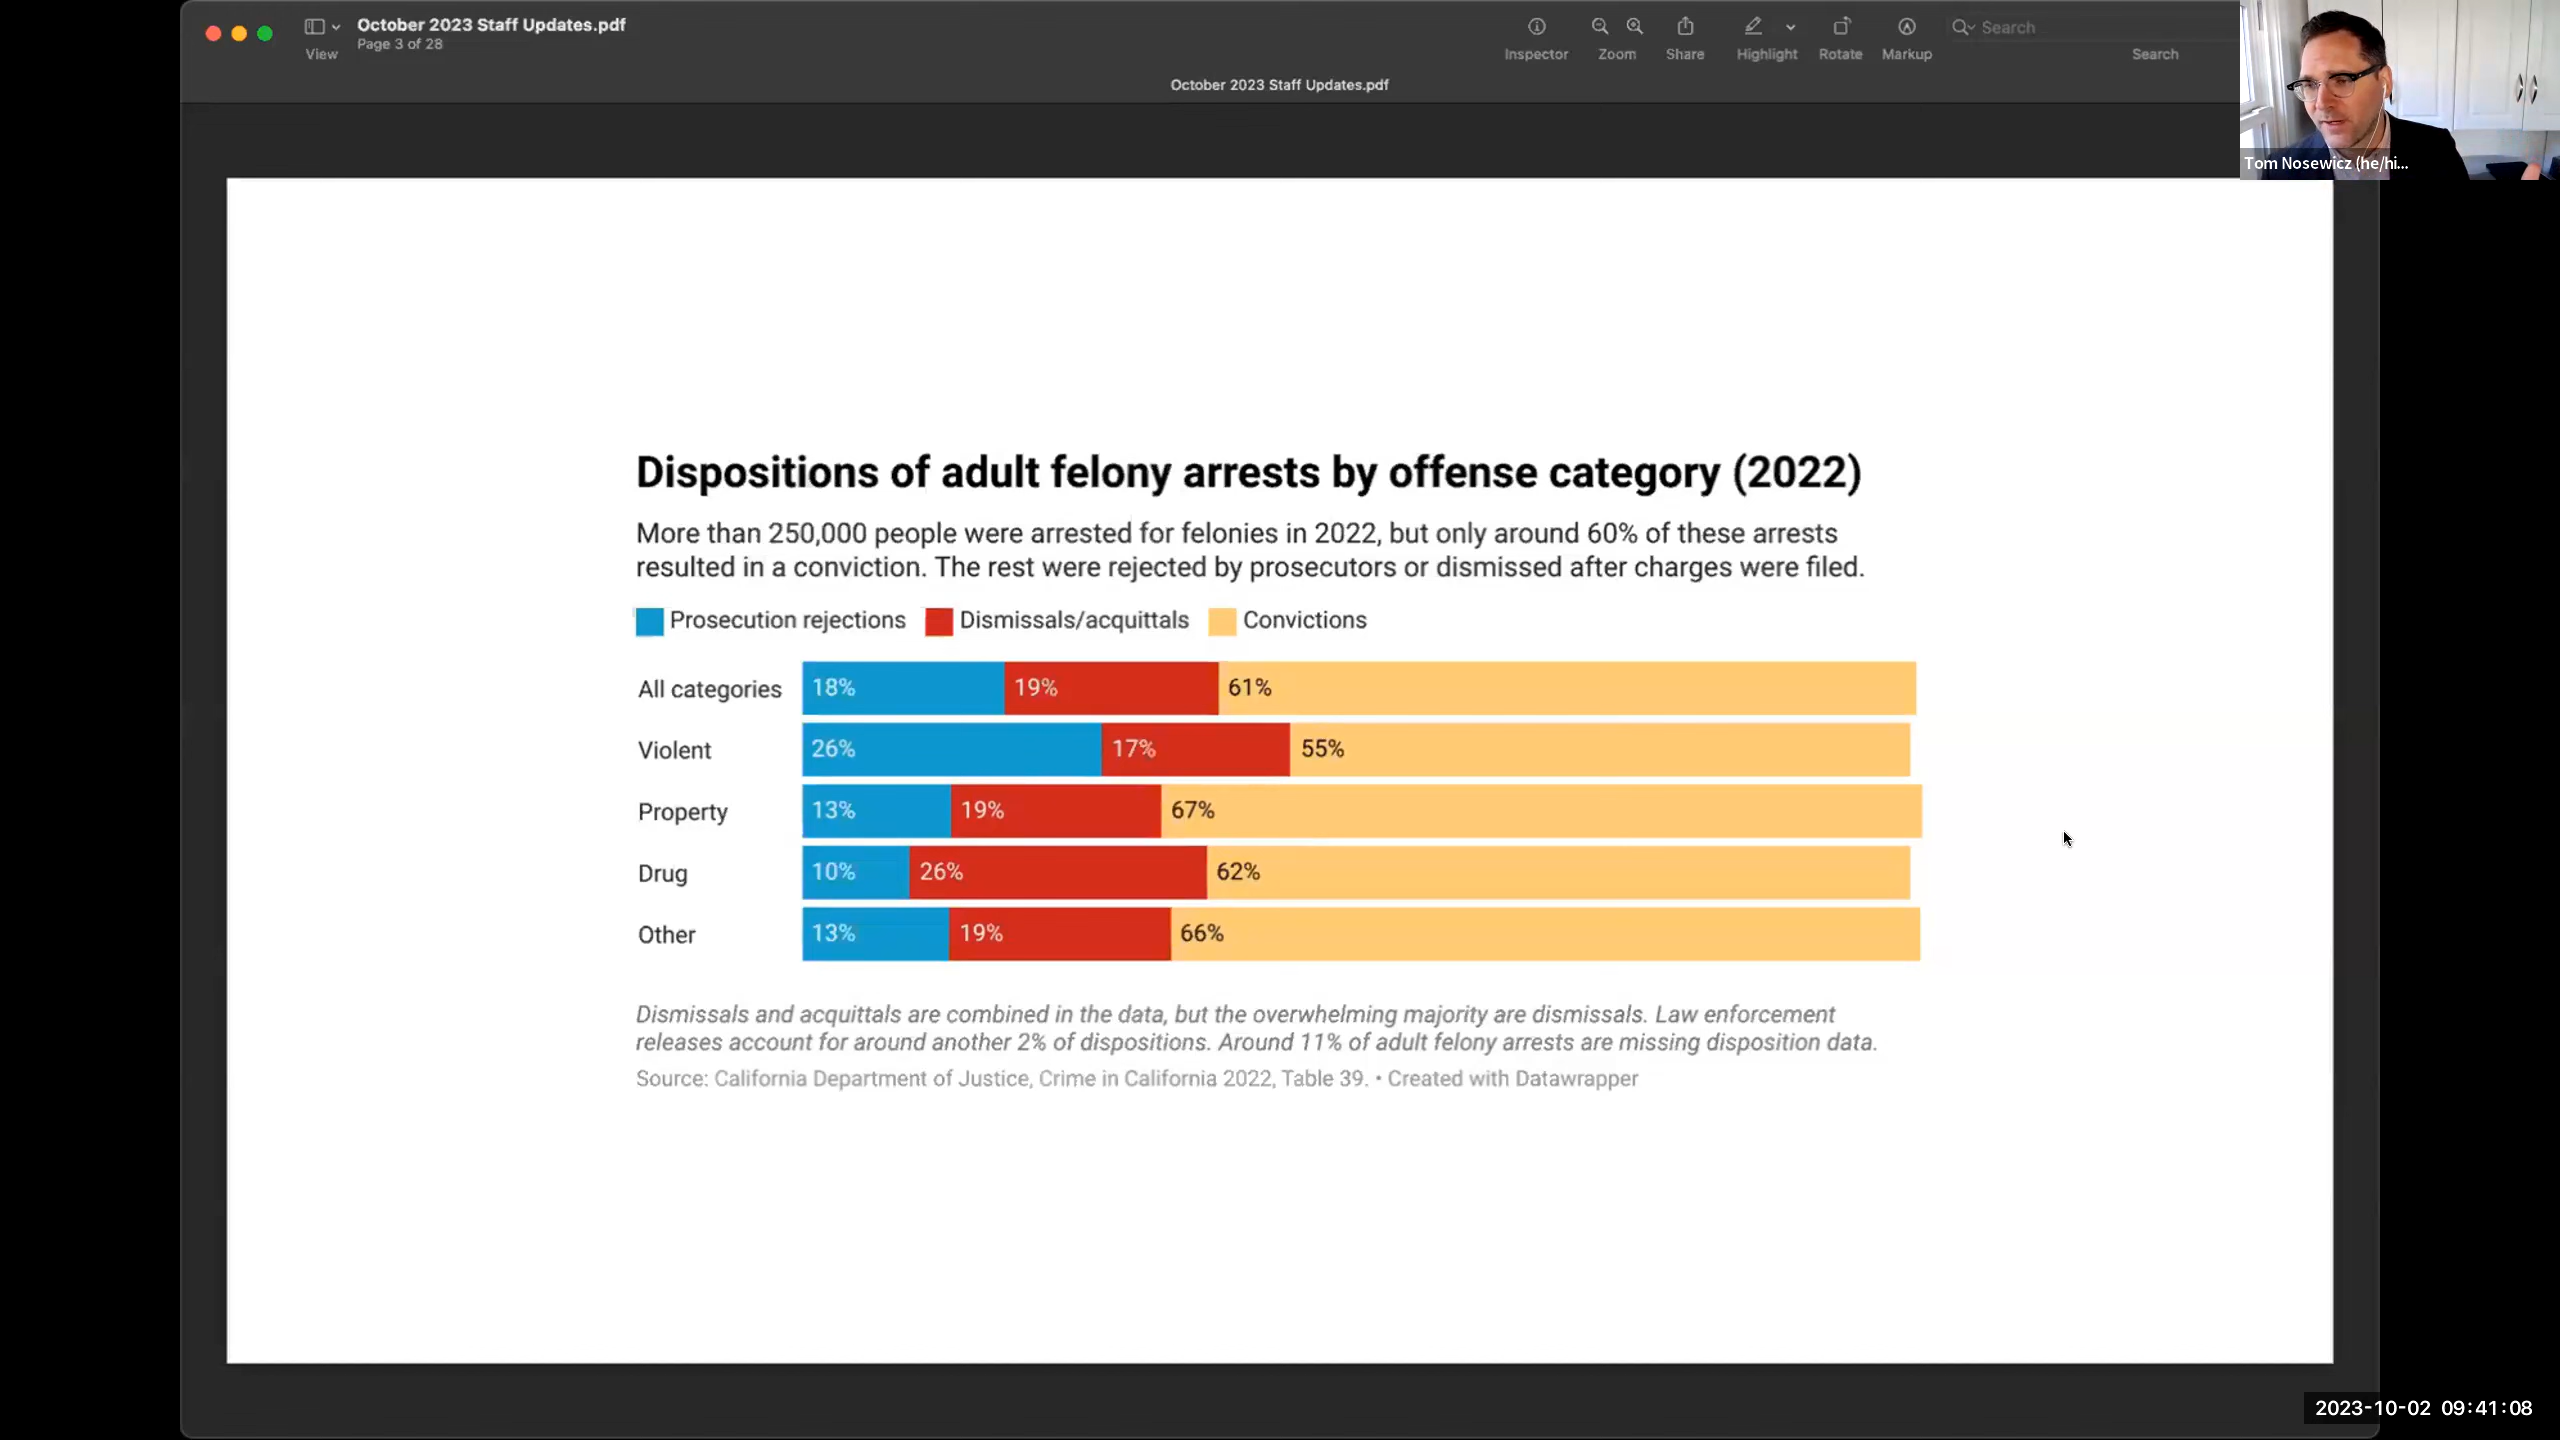 October 2023 Staff Updates.pdf
Page 3 of 28
View
Inspector
Zoom
Share
Highlight
Rotate
Markup
Search
Search
October 2023 Staff Updates.pdf
Tom Nosewicz (he/hi...
Dispositions of adult felony arrests by offense category (2022)
More than 250,000 people were arrested for felonies in 2022, but only around 60% of these arrests
resulted in a conviction. The rest were rejected by prosecutors or dismissed after charges were filed.
Prosecution rejections Dismissals/acquittals Convictions
All categories 18% 19% 61%
Violent 26% 17% 55%
Property 13% 19% 67%
Drug 10% 26% 62%
Other 13% 19% 66%
Dismissals and acquittals are combined in the data, but the overwhelming majority are dismissals. Law enforcement
releases account for around another 2% of dispositions. Around 11% of adult felony arrests are missing disposition data.
Source: California Department of Justice, Crime in California 2022, Table 39. • Created with Datawrapper
2023-10-02 09:41:08